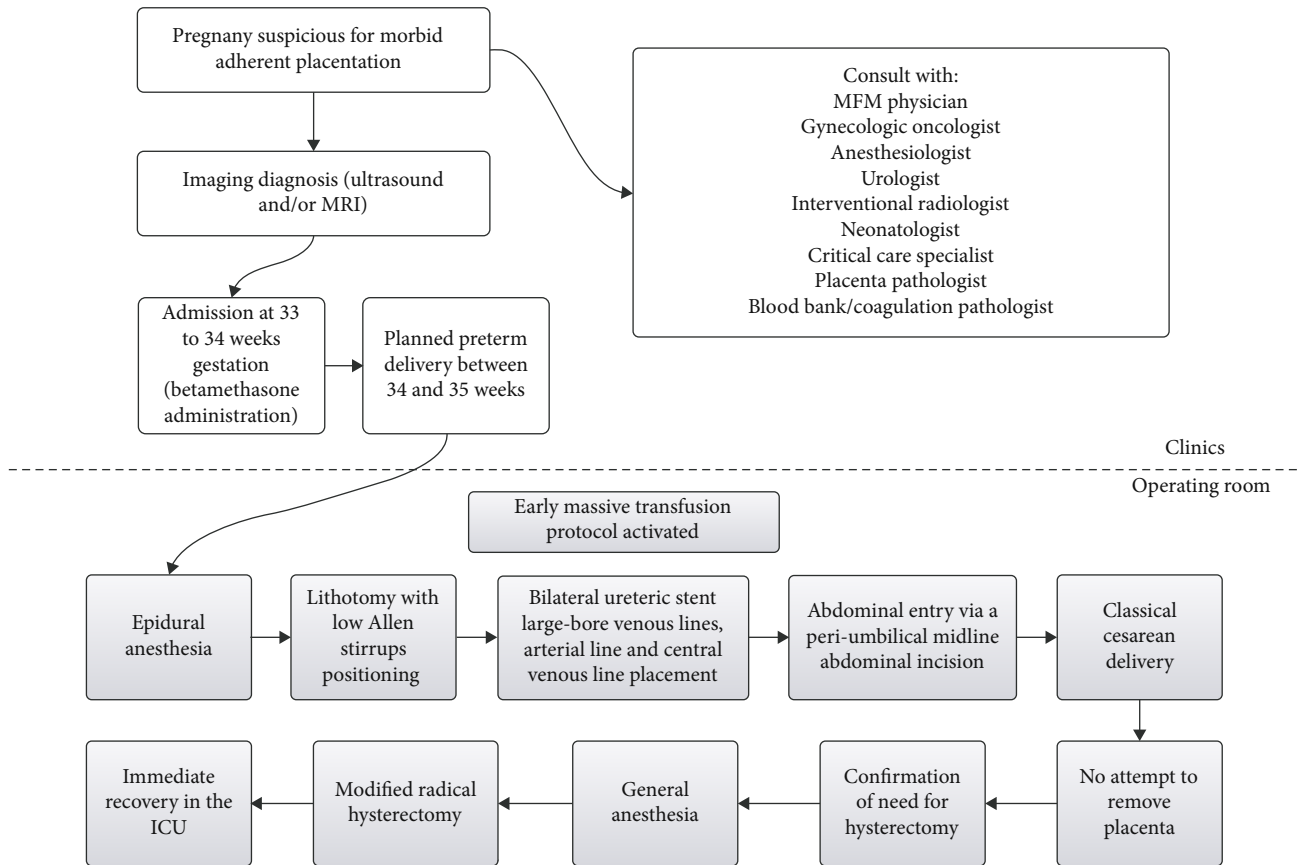 Pregnany suspicious for morbid
adherent placentation
Consult with:
MFM physician
Gynecologic oncologist
Anesthesiologist
Urologist
Interventional radiologist
Neonatologist
Critical care specialist
Placenta pathologist
Blood bank/coagulation pathologist
Imaging diagnosis (ultrasound
and/or MRI)
Admission at 33
to 34 weeks
gestation
(betamethasone
administration)
Planned preterm
delivery between
34 and 35 weeks
Clinics
Operating room
Early massive transfusion
protocol activated
Epidural
anesthesia
Lithotomy with
low Allen
stirrups
positioning
Bilateral ureteric stent
large-bore venous lines,
arterial line and central
venous line placement
Abdominal entry via a
peri-umbilical midline
abdominal incision
Classical
cesarean
delivery
No attempt to
remove
placenta
Confirmation
of need for
hysterectomy
General
anesthesia
Modified radical
hysterectomy
Immediate
recovery in the
ICU